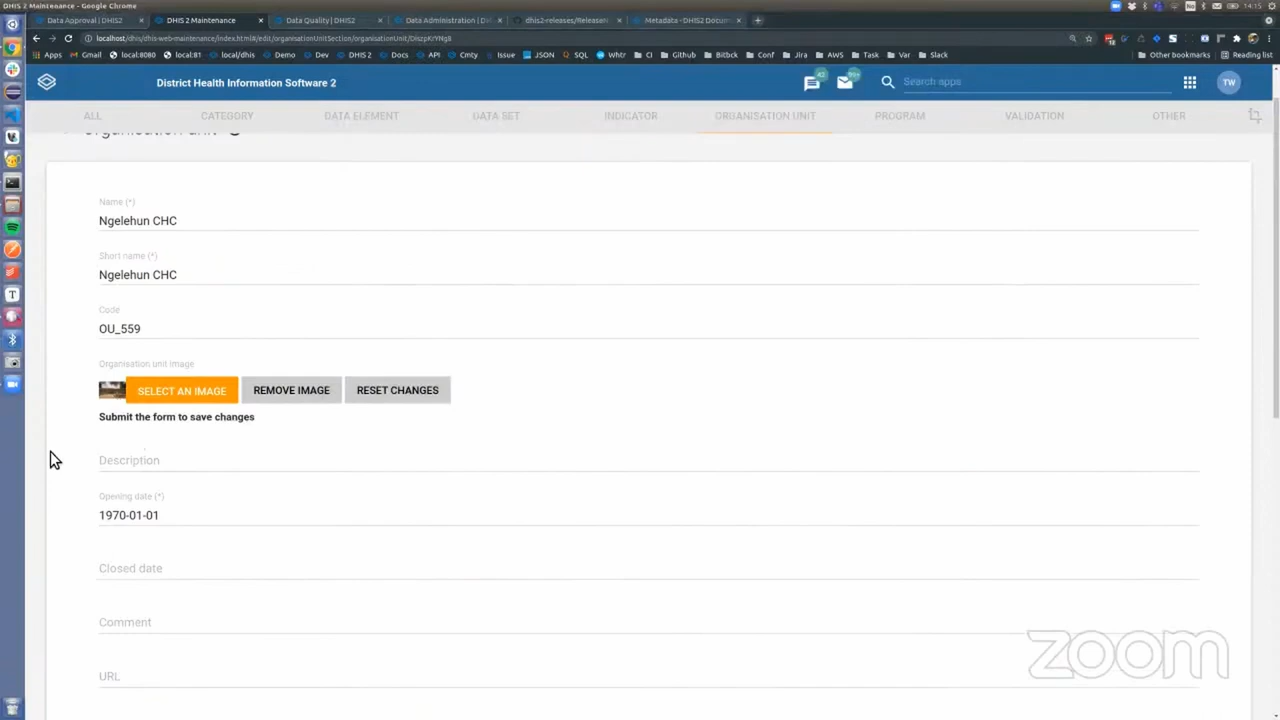 DHIS 2 Maintenance - Google Chrome
14:15
Data Approval | DHIS2
DHIS 2 Maintenance
Data Quality | DHIS2
Data Administration | D
dhis2-releases/Release
Metadata - DHIS2 Docum
localhost/dhis/dhis-web-maintenance/index.html#/edit/organisationUnitSection/organisationUnit/DiszpKrYNg8
Apps Gmail local:8080 local:81 local/dhis Demo Dev DHIS 2 Docs API Cmty Issue JSON SQL Whtr CI Github Bitbck Conf Jira AWS Task Var Slack Other bookmarks Reading list
District Health Information Software 2
Search apps
TW
ALL CATEGORY DATA ELEMENT DATA SET INDICATOR ORGANISATION UNIT PROGRAM VALIDATION OTHER
Organisation unit
Name (*)
Ngelehun CHC
Short name (*)
Ngelehun CHC
Code
OU_559
Organisation unit image
SELECT AN IMAGE REMOVE IMAGE RESET CHANGES
Submit the form to save changes
Description
Opening date (*)
1970-01-01
Closed date
Comment
URL
zoom